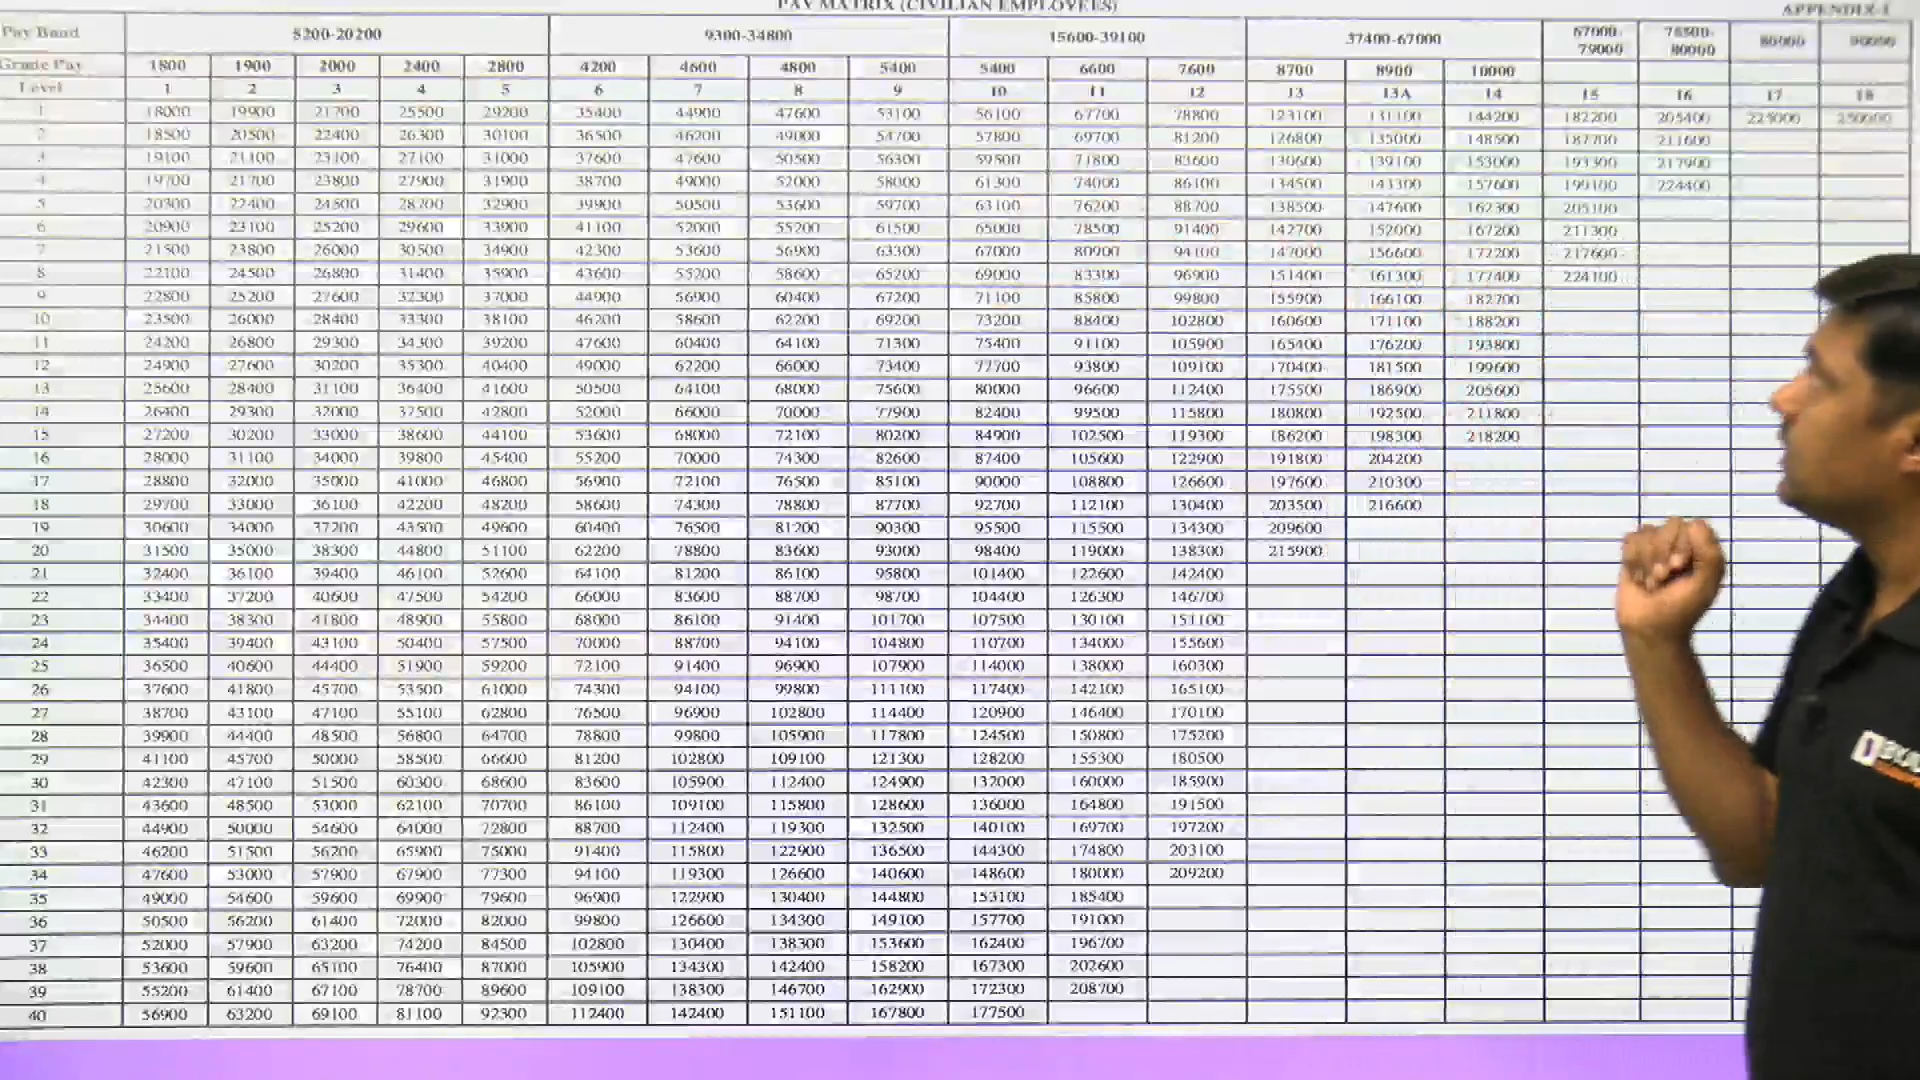 PAY MATRIX (CIVILIAN EMPLOYEES)
APPENDIX-I
Pay Band 5200-20200 9300-34800 15600-39100 37400-67000 67000-79000 75500-80000 80000 90000
Grade Pay 1800 1900 2000 2400 2800 4200 4600 4800 5400 5400 6600 7600 8700 8900 10000
Level 1 2 3 4 5 6 7 8 9 10 11 12 13 13A 14 15 16 17 18
1 18000 19900 21700 25500 29200 35400 44900 47600 53100 56100 67700 78800 123100 131100 144200 182200 205400 225000 250000
2 18500 20500 22400 26300 30100 36500 46200 49000 54700 57800 69700 81200 126800 135000 148500 187700 211600
3 19100 21100 23100 27100 31000 37600 47600 50500 56300 59500 71800 83600 130600 139100 153000 193300 217900
4 19700 21700 23800 27900 31900 38700 49000 52000 58000 61300 74000 86100 134500 143300 157600 199100 224400
5 20300 22400 24500 28700 32900 39900 50500 53600 59700 63100 76200 88700 138500 147600 162300 205100
6 20900 23100 25200 29600 33900 41100 52000 55200 61500 65000 78500 91400 142700 152000 167200 211300
7 21500 23800 26000 30500 34900 42300 53600 56900 63300 67000 80900 94100 147000 156600 172200 217600
8 22100 24500 26800 31400 35900 43600 55200 58600 65200 69000 83300 96900 151400 161300 177400 224100
9 22800 25200 27600 32300 37000 44900 56900 60400 67200 71100 85800 99800 155900 166100 182700
10 23500 26000 28400 33300 38100 46200 58600 62200 69200 73200 88400 102800 160600 171100 188200
11 24200 26800 29300 34300 39200 47600 60400 64100 71300 75400 91100 105900 165400 176200 193800
12 24900 27600 30200 35300 40400 49000 62200 66000 73400 77700 93800 109100 170400 181500 199600
13 25600 28400 31100 36400 41600 50500 64100 68000 75600 80000 96600 112400 175500 186900 205600
14 26400 29300 32000 37500 42800 52000 66000 70000 77900 82400 99500 115800 180800 192500 211800
15 27200 30200 33000 38600 44100 53600 68000 72100 80200 84900 102500 119300 186200 198300 218200
16 28000 31100 34000 39800 45400 55200 70000 74300 82600 87400 105600 122900 191800 204200
17 28800 32000 35000 41000 46800 56900 72100 76500 85100 90000 108800 126600 197600 210300
18 29700 33000 36100 42200 48200 58600 74300 78800 87700 92700 112100 130400 203500 216600
19 30600 34000 37200 43500 49600 60400 76500 81200 90300 95500 115500 134300 209600
20 31500 35000 38300 44800 51100 62200 78800 83600 93000 98400 119000 138300 215900
21 32400 36100 39400 46100 52600 64100 81200 86100 95800 101400 122600 142400
22 33400 37200 40600 47500 54200 66000 83600 88700 98700 104400 126300 146700
23 34400 38300 41800 48900 55800 68000 86100 91400 101700 107500 130100 151100
24 35400 39400 43100 50400 57500 70000 88700 94100 104800 110700 134000 155600
25 36500 40600 44400 51900 59200 72100 91400 96900 107900 114000 138000 160300
26 37600 41800 45700 53500 61000 74300 94100 99800 111100 117400 142100 165100
27 38700 43100 47100 55100 62800 76500 96900 102800 114400 120900 146400 170100
28 39900 44400 48500 56800 64700 78800 99800 105900 117800 124500 150800 175200
29 41100 45700 50000 58500 66600 81200 102800 109100 121300 128200 155300 180500
30 42300 47100 51500 60300 68600 83600 105900 112400 124900 132000 160000 185900
31 43600 48500 53000 62100 70700 86100 109100 115800 128600 136000 164800 191500
32 44900 50000 54600 64000 72800 88700 112400 119300 132500 140100 169700 197200
33 46200 51500 56200 65900 75000 91400 115800 122900 136500 144300 174800 203100
34 47600 53000 57900 67900 77300 94100 119300 126600 140600 148600 180000 209200
35 49000 54600 59600 69900 79600 96900 122900 130400 144800 153100 185400
36 50500 56200 61400 72000 82000 99800 126600 134300 149100 157700 191000
37 52000 57900 63200 74200 84500 102800 130400 138300 153600 162400 196700
38 53600 59600 65100 76400 87000 105900 134300 142400 158200 167300 202600
39 55200 61400 67100 78700 89600 109100 138300 146700 162900 172300 208700
40 56900 63200 69100 81100 92300 112400 142400 151100 167800 177500